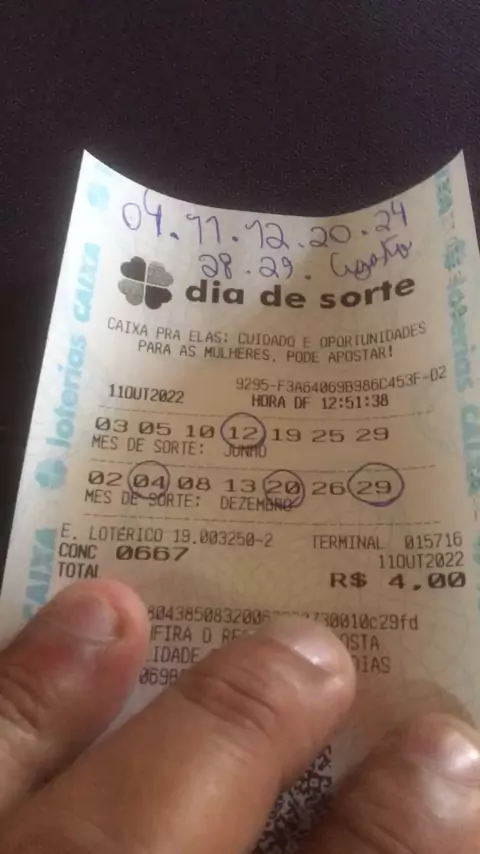 04.11.12.20.24
28.29. Agosto
dia de sorte
CAIXA PRA ELAS: CUIDADO E OPORTUNIDADES
PARA AS MULHERES. PODE APOSTAR!
9295-F3A64069B986C453F-02
11OUT2022 HORA DF 12:51:38
03 05 10 12 19 25 29
MES DE SORTE: JUNHO
02 04 08 13 20 26 29
MES DE SORTE: DEZEMBRO
E. LOTÉRICO 19.003250-2 TERMINAL 015716
CONC 0667 11OUT2022
TOTAL R$ 4,00
loterias CAIXA
CAIXA
loterias